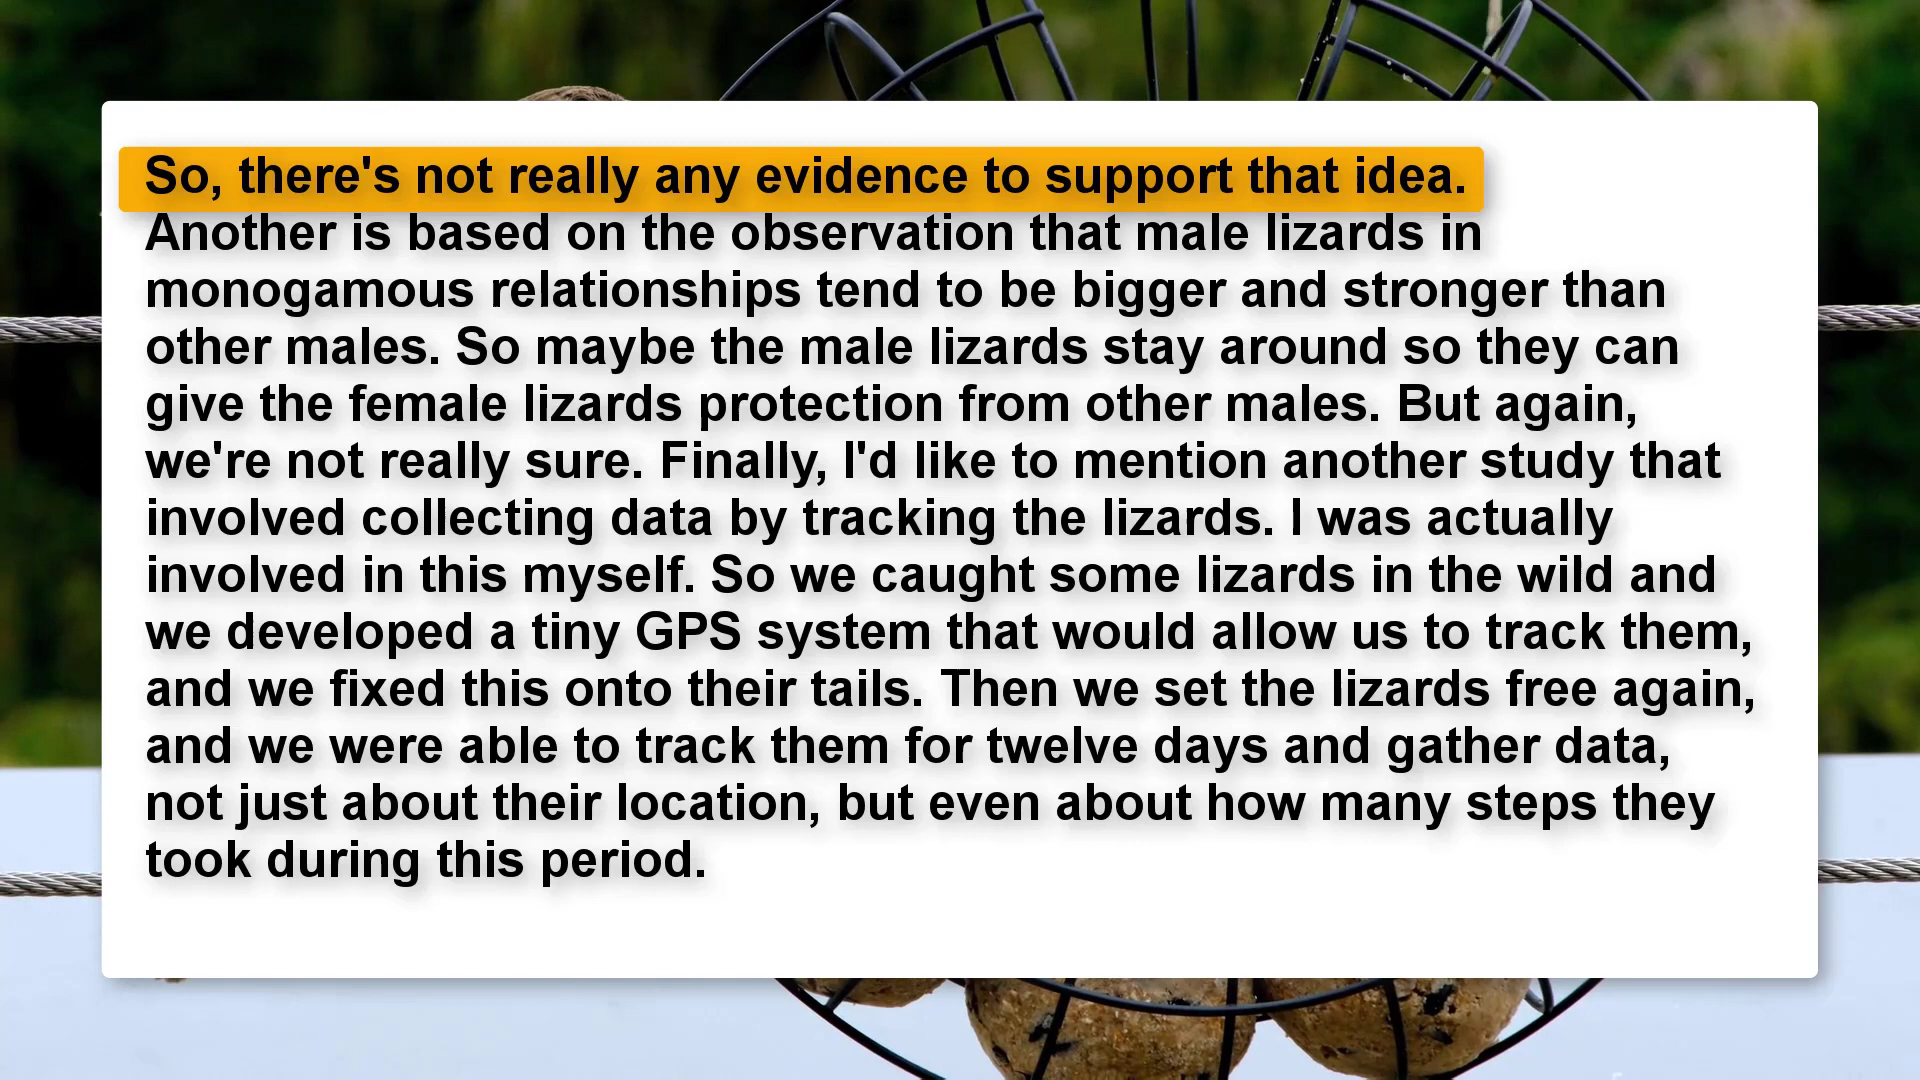 So, there's not really any evidence to support that idea.
Another is based on the observation that male lizards in
monogamous relationships tend to be bigger and stronger than
other males. So maybe the male lizards stay around so they can
give the female lizards protection from other males. But again,
we're not really sure. Finally, I'd like to mention another study that
involved collecting data by tracking the lizards. I was actually
involved in this myself. So we caught some lizards in the wild and
we developed a tiny GPS system that would allow us to track them,
and we fixed this onto their tails. Then we set the lizards free again,
and we were able to track them for twelve days and gather data,
not just about their location, but even about how many steps they
took during this period.